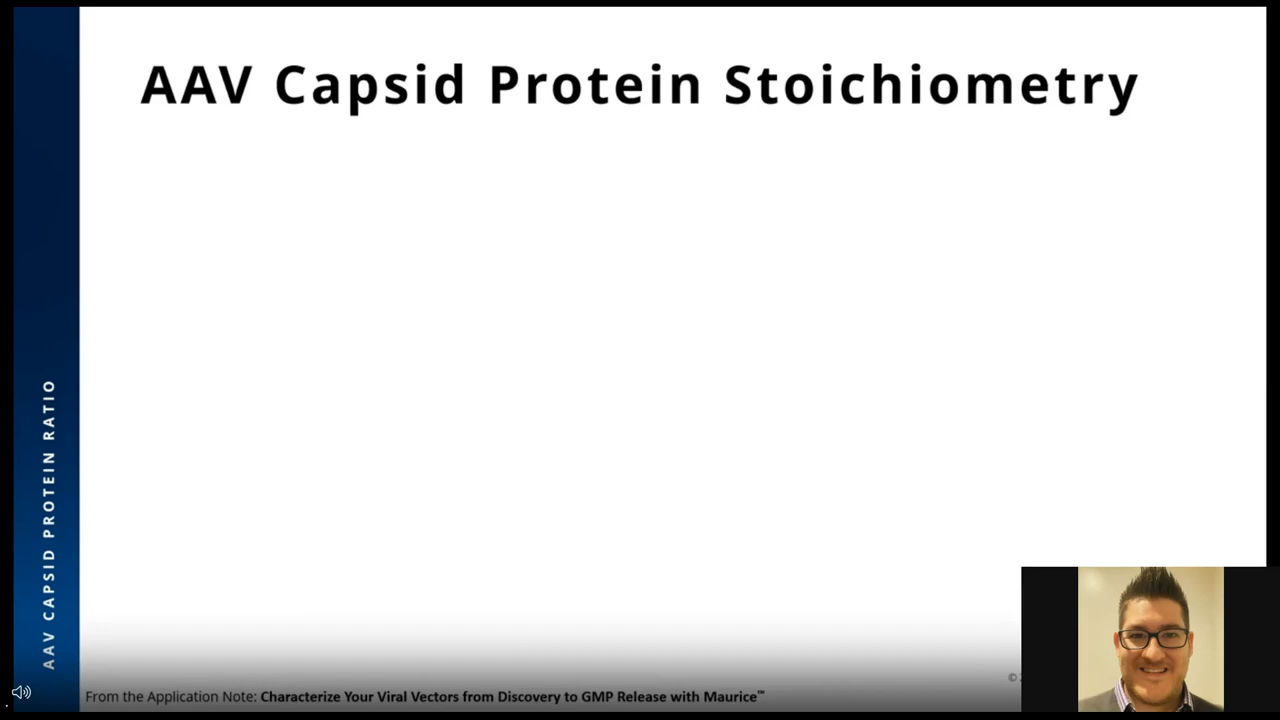 AAV Capsid Protein Stoichiometry
AAV CAPSID PROTEIN RATIO
From the Application Note: Characterize Your Viral Vectors from Discovery to GMP Release with Maurice™
©